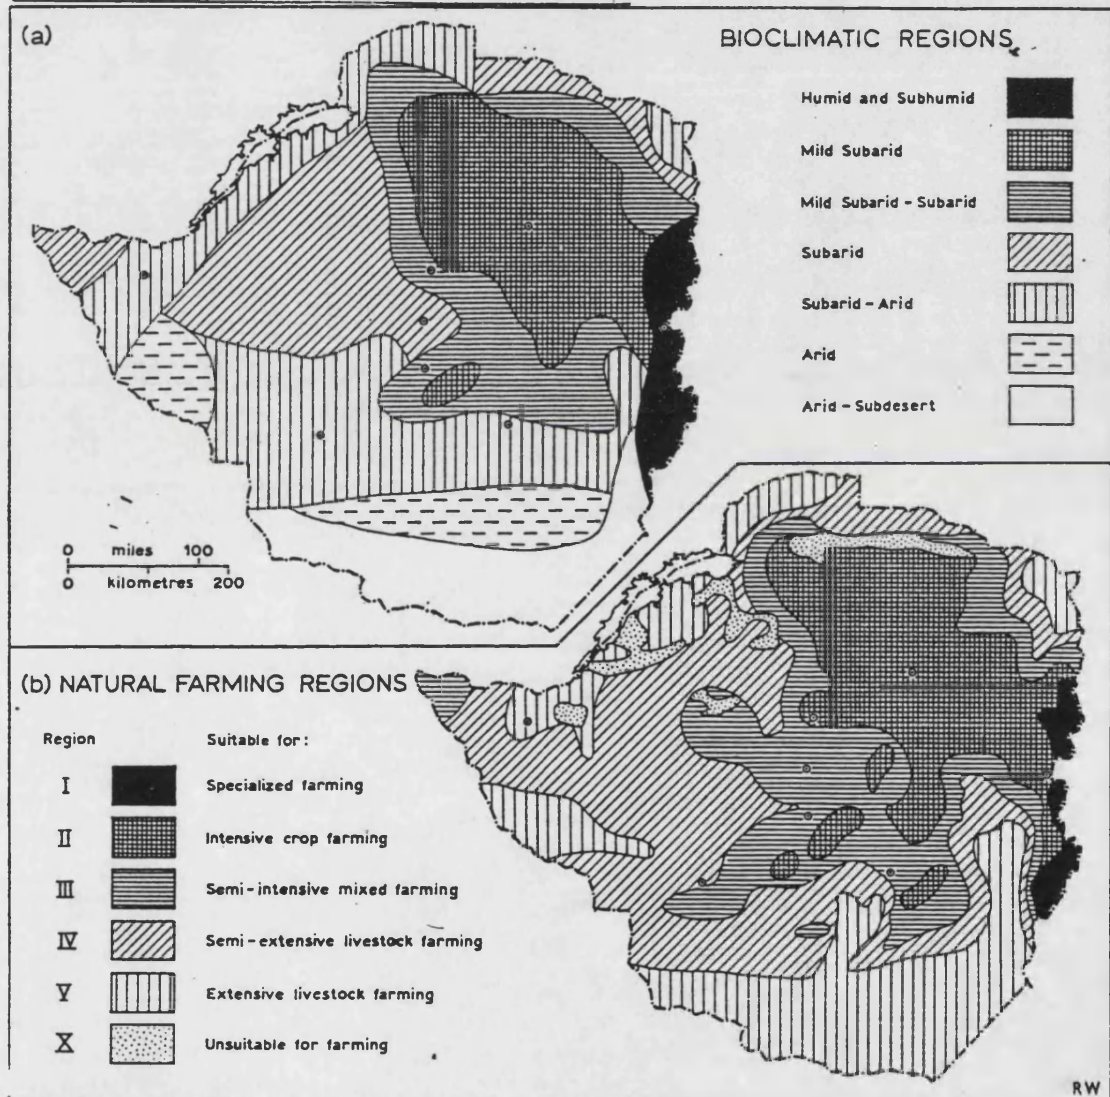 (a)
BIOCLIMATIC REGIONS
Humid and Subhumid
Mild Subarid
Mild Subarid - Subarid
Subarid
Subarid - Arid
Arid
Arid - Subdesert
0 miles 100
0 kilometres 200
(b) NATURAL FARMING REGIONS
Region Suitable for:
I Specialized farming
II Intensive crop farming
III Semi-intensive mixed farming
IV Semi-extensive livestock farming
V Extensive livestock farming
X Unsuitable for farming
RW